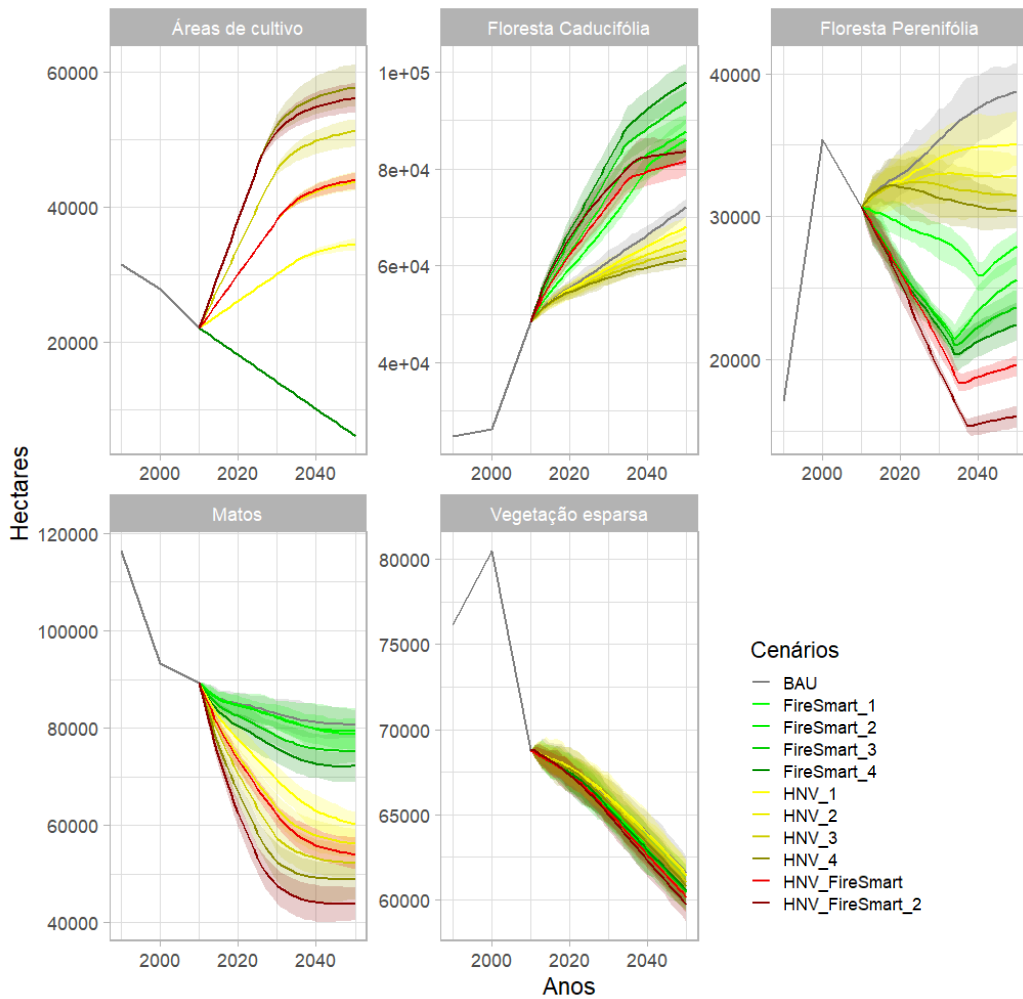 Áreas de cultivo
Floresta Caducifólia
Floresta Perenifólia
60000
40000
20000
1e+05
8e+04
6e+04
4e+04
40000
30000
20000
2000 2020 2040
2000 2020 2040
2000 2020 2040
Hectares
Matos
Vegetação esparsa
120000
100000
80000
60000
40000
80000
75000
70000
65000
60000
2000 2020 2040
2000 2020 2040
Anos
Cenários
BAU
FireSmart_1
FireSmart_2
FireSmart_3
FireSmart_4
HNV_1
HNV_2
HNV_3
HNV_4
HNV_FireSmart
HNV_FireSmart_2